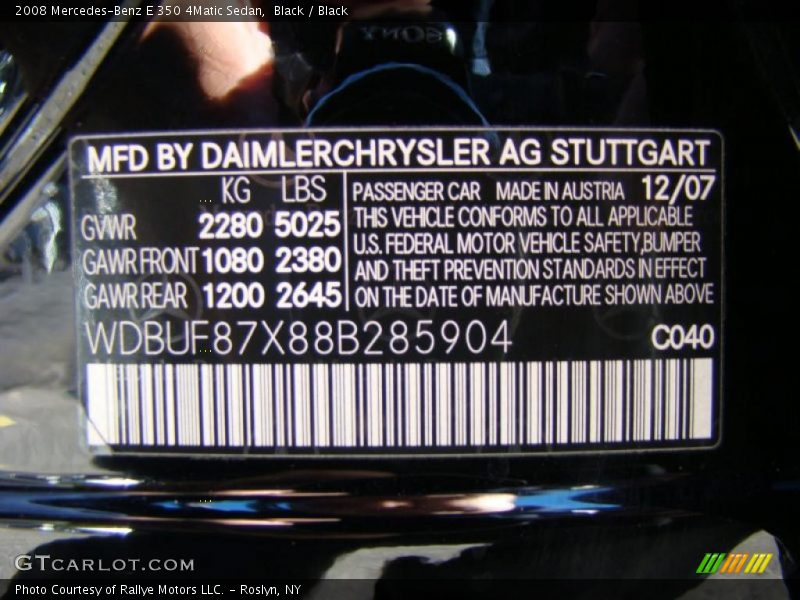 2008 Mercedes-Benz E 350 4Matic Sedan, Black / Black
SONY
MFD BY DAIMLERCHRYSLER AG STUTTGART
KG LBS
GVWR 2280 5025
GAWR FRONT 1080 2380
GAWR REAR 1200 2645
PASSENGER CAR MADE IN AUSTRIA 12/07
THIS VEHICLE CONFORMS TO ALL APPLICABLE
U.S. FEDERAL MOTOR VEHICLE SAFETY,BUMPER
AND THEFT PREVENTION STANDARDS IN EFFECT
ON THE DATE OF MANUFACTURE SHOWN ABOVE
WDBUF87X88B285904 C040
GTCARLOT.COM
Photo Courtesy of Rallye Motors LLC. - Roslyn, NY